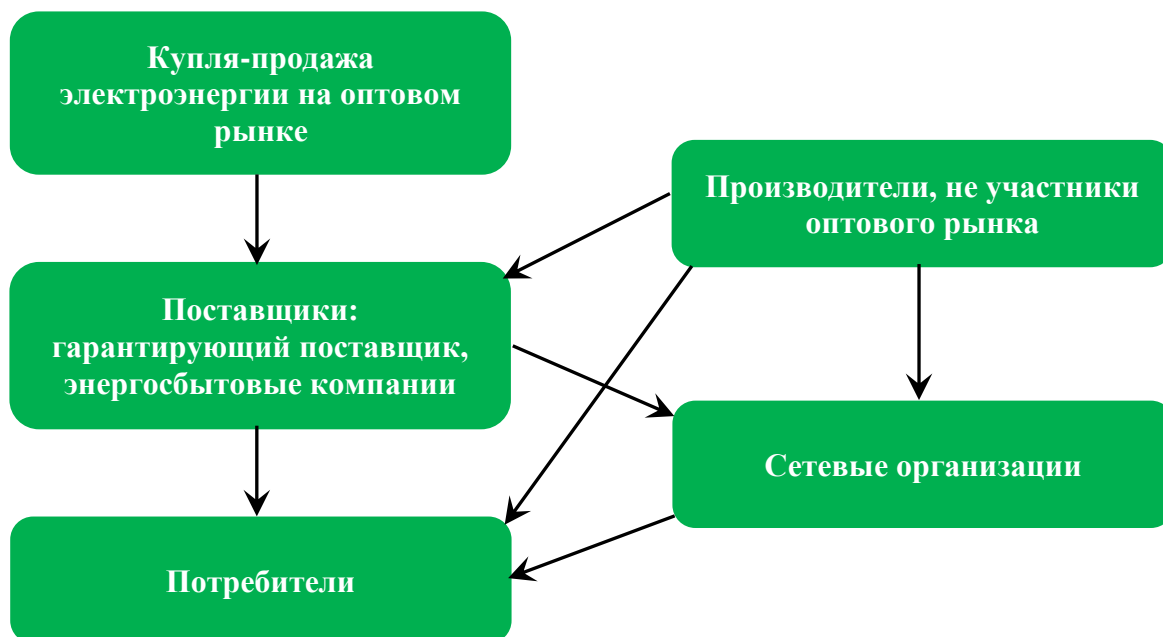 Купля-продажа
электроэнергии на оптовом
рынке
Производители, не участники
оптового рынка
Поставщики:
гарантирующий поставщик,
энергосбытовые компании
Сетевые организации
Потребители